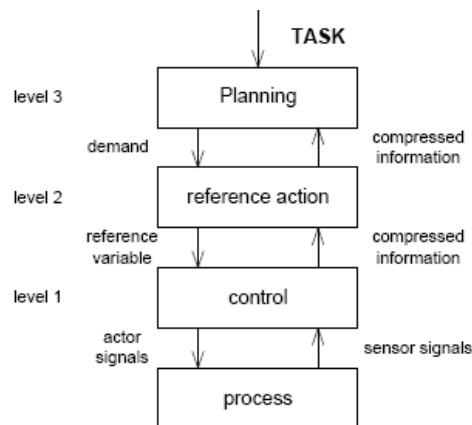 TASK
level 3
Planning
demand
compressed
information
level 2
reference action
reference
variable
compressed
information
level 1
control
actor
signals
sensor signals
process